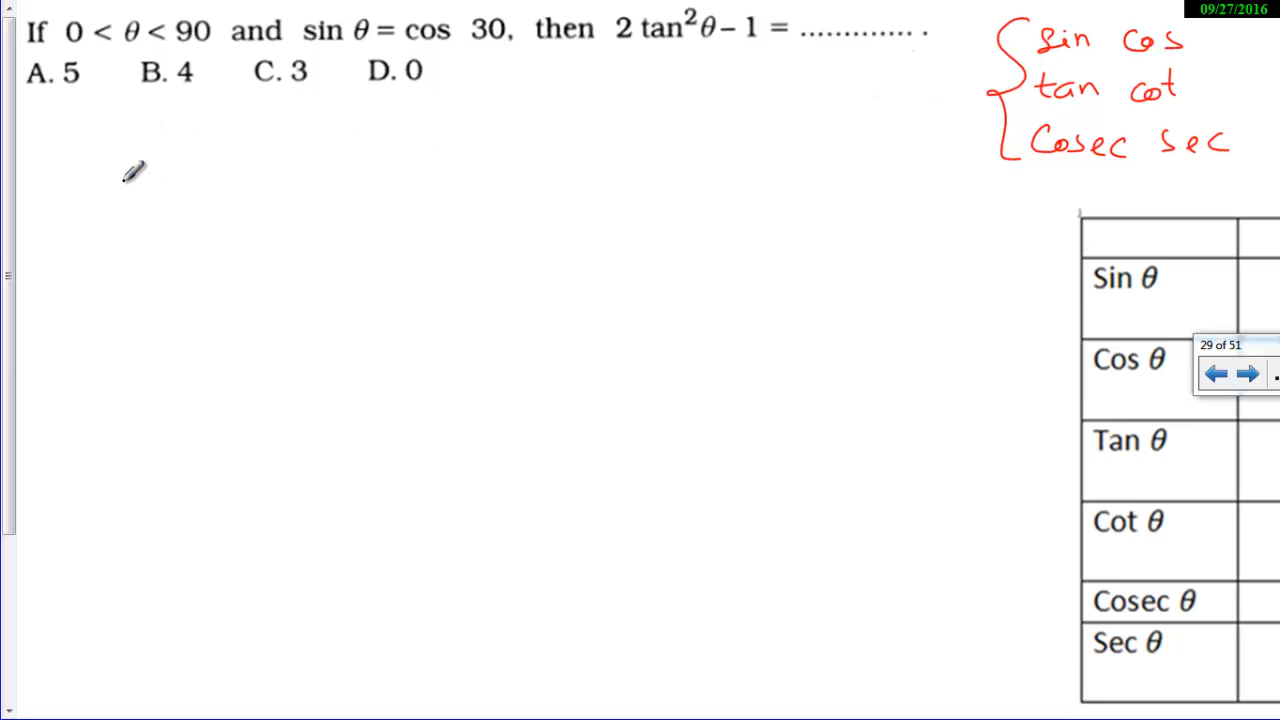 09/27/2016
If 0 < θ < 90 and sin θ = cos 30, then 2 tan²θ – 1 = ............. .
A. 5 B. 4 C. 3 D. 0
sin cos
tan cot
Cosec sec
Sin θ
Cos θ
29 of 51
Tan θ
Cot θ
Cosec θ
Sec θ